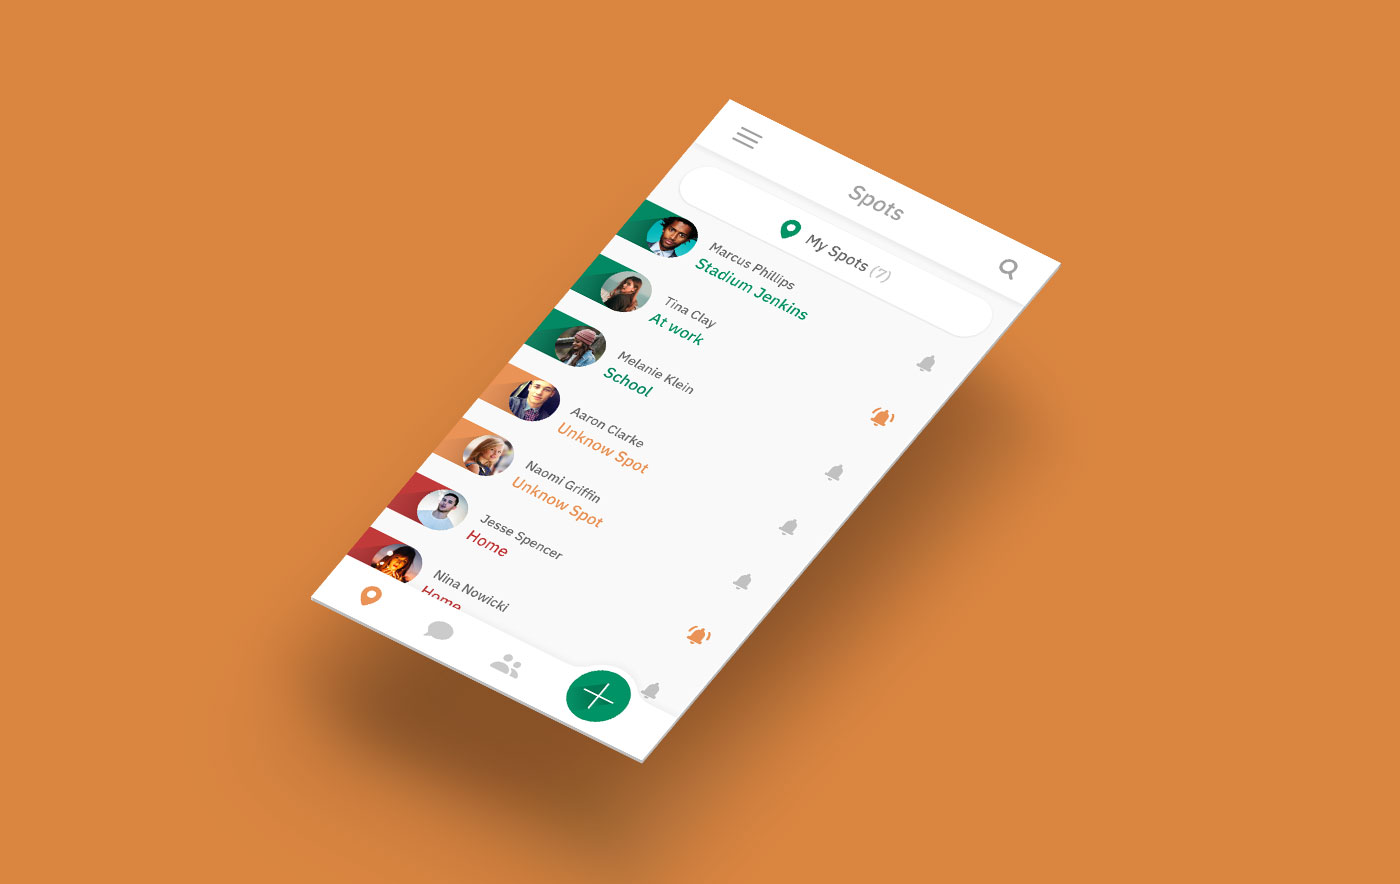 Spots
My Spots (7)
Marcus Phillips
Stadium Jenkins
Tina Clay
At work
Melanie Klein
School
Aaron Clarke
Unknow Spot
Naomi Griffin
Unknow Spot
Jesse Spencer
Home
Nina Nowicki
Home